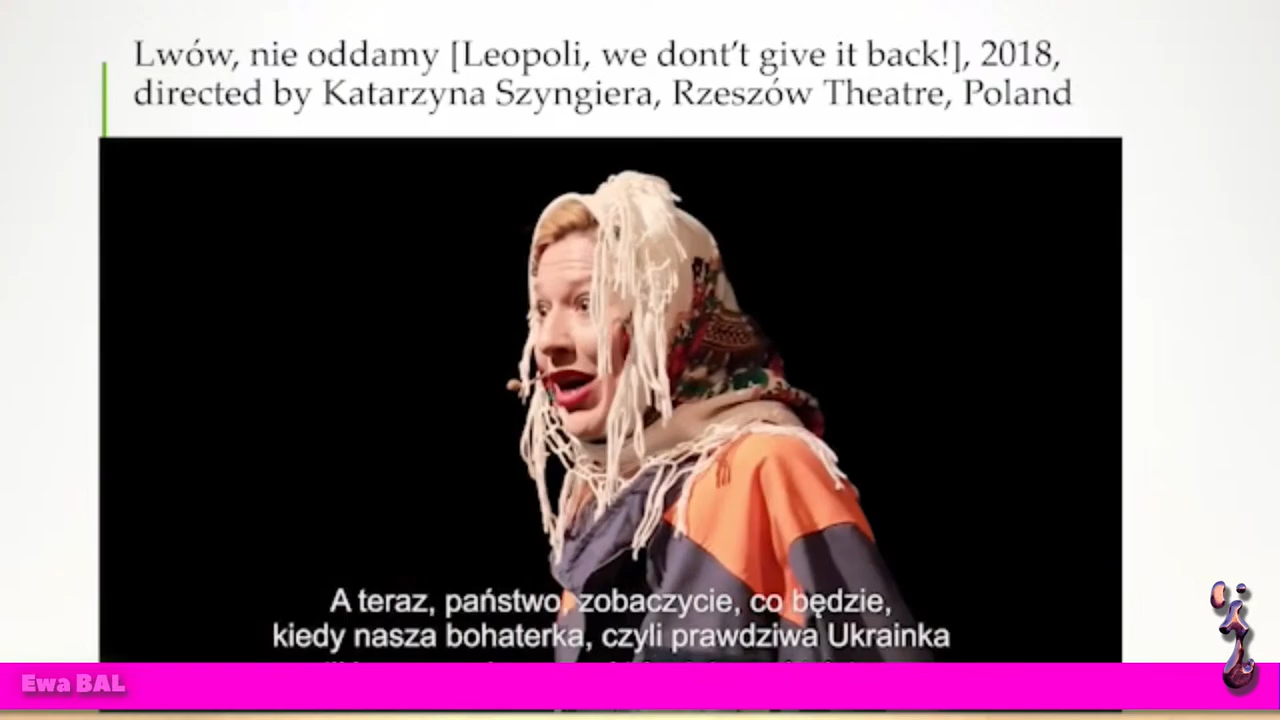 Lwów, nie oddamy [Leopoli, we dont’t give it back!], 2018,
directed by Katarzyna Szyngiera, Rzeszów Theatre, Poland
A teraz, państwo, zobaczycie, co będzie,
kiedy nasza bohaterka, czyli prawdziwa Ukrainka
Ewa BAL